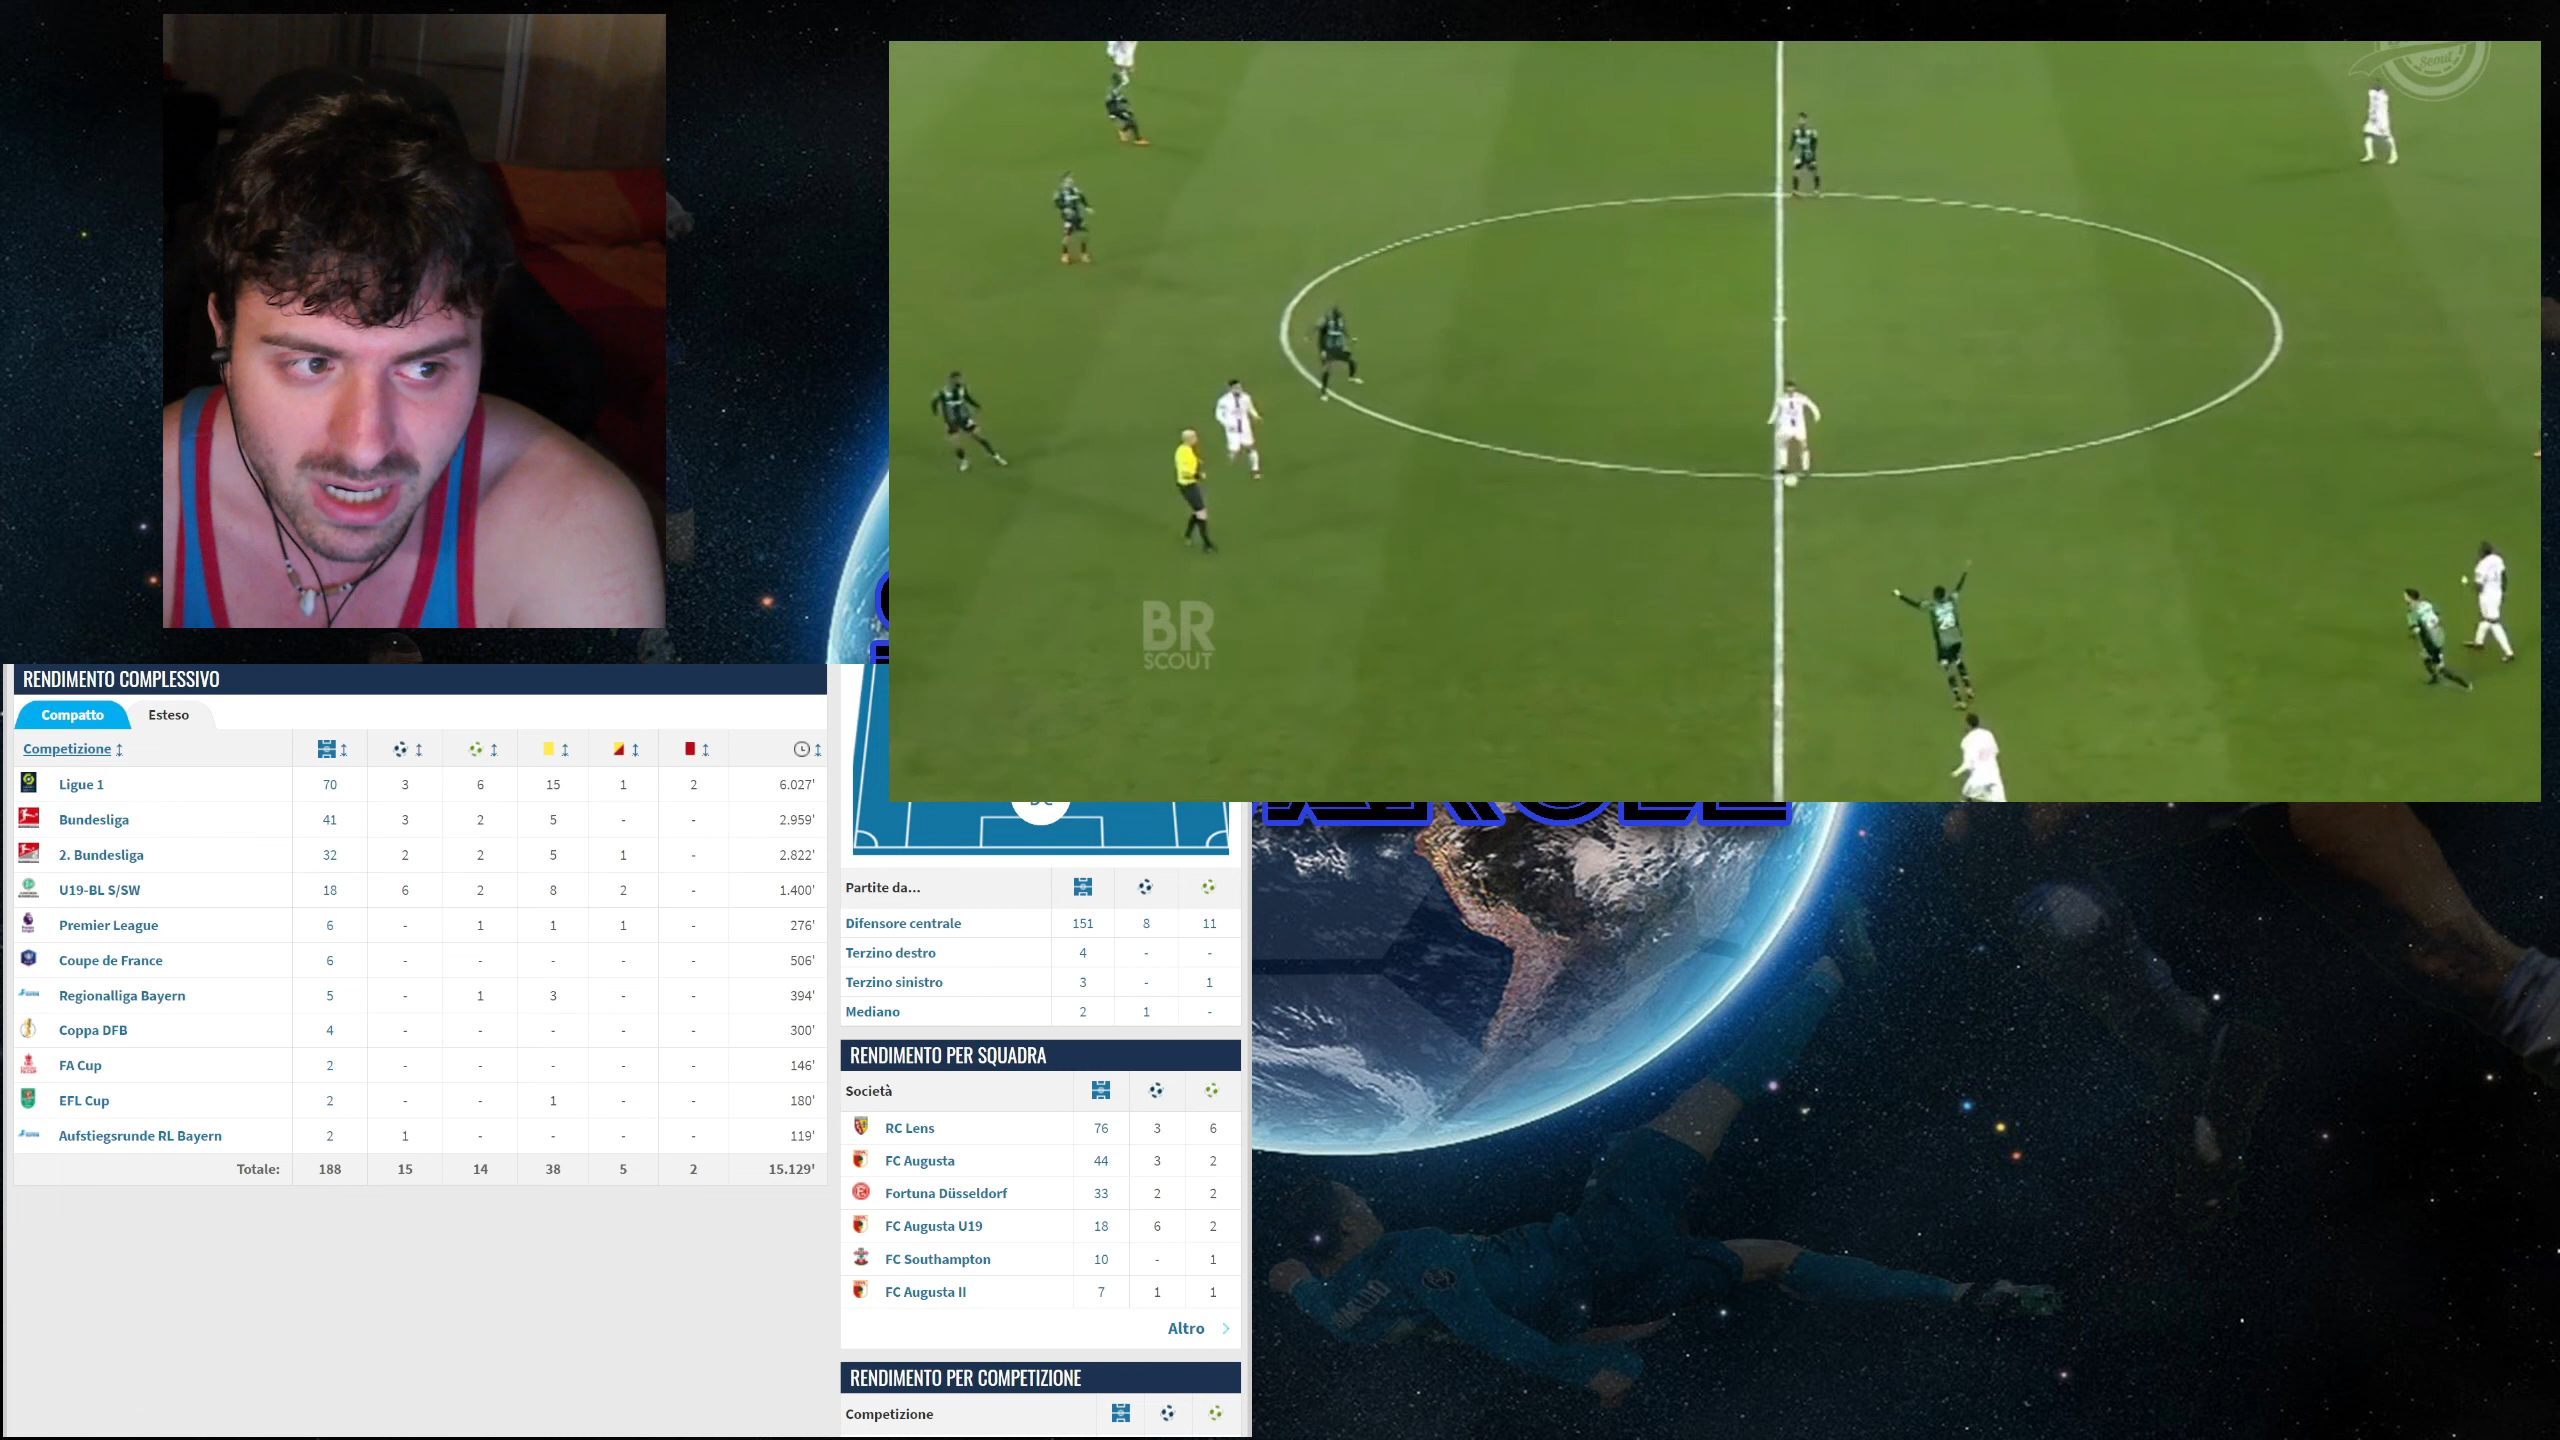 Scout
BR
SCOUT
26
RENDIMENTO COMPLESSIVO
Compatto Esteso
Competizione
Ligue 1 70 3 6 15 1 2 6.027'
Bundesliga 41 3 2 5 - - 2.959'
2. Bundesliga 32 2 2 5 1 - 2.822'
U19-BL S/SW 18 6 2 8 2 - 1.400'
Premier League 6 - 1 1 1 - 276'
Coupe de France 6 - - - - - 506'
Regionalliga Bayern 5 - 1 3 - - 394'
Coppa DFB 4 - - - - - 300'
FA Cup 2 - - - - - 146'
EFL Cup 2 - - 1 - - 180'
Aufstiegsrunde RL Bayern 2 1 - - - - 119'
Totale: 188 15 14 38 5 2 15.129'
Partite da...
Difensore centrale 151 8 11
Terzino destro 4 - -
Terzino sinistro 3 - 1
Mediano 2 1 -
RENDIMENTO PER SQUADRA
Società
RC Lens 76 3 6
FC Augusta 44 3 2
Fortuna Düsseldorf 33 2 2
FC Augusta U19 18 6 2
FC Southampton 10 - 1
FC Augusta II 7 1 1
Altro
RENDIMENTO PER COMPETIZIONE
Competizione